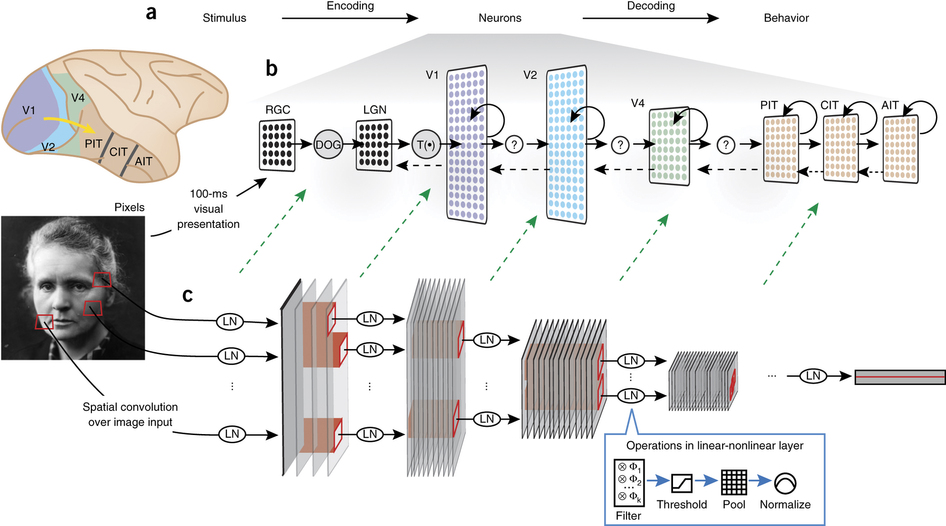 a
Stimulus
Encoding
Neurons
Decoding
Behavior
V1
V4
V2
PIT
CIT
AIT
b
RGC
DOG
LGN
T(•)
V1
?
V2
?
V4
?
PIT
CIT
AIT
100-ms
visual
presentation
Pixels
c
LN
LN
...
LN
Spatial convolution
over image input
LN
LN
...
LN
LN
...
LN
LN
...
LN
...
LN
Operations in linear-nonlinear layer
⊗ Φ1
⊗ Φ2
...
⊗ Φk
Filter
Threshold
Pool
Normalize